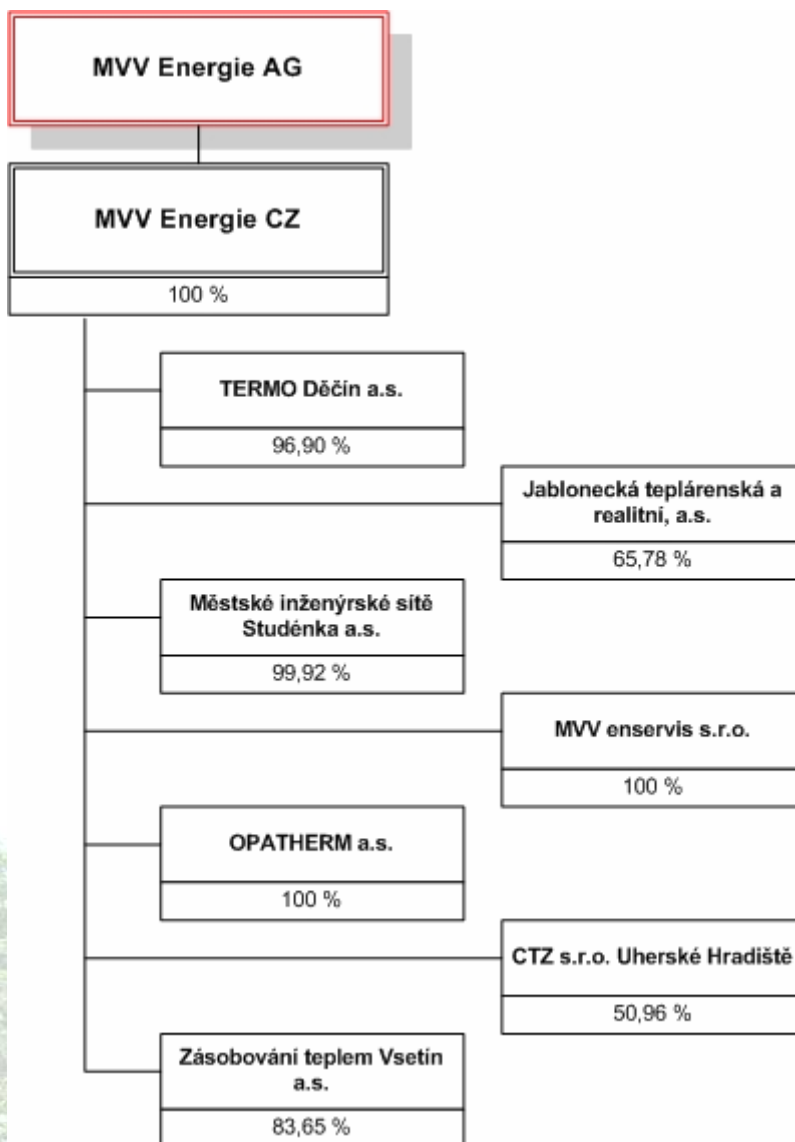 MVV Energie AG
MVV Energie CZ
100 %
TERMO Děčín a.s.
96,90 %
Jablonecká teplárenská a
realitní, a.s.
65,78 %
Městské inženýrské sítě
Studénka a.s.
99,92 %
MVV enservis s.r.o.
100 %
OPATHERM a.s.
100 %
CTZ s.r.o. Uherské Hradiště
50,96 %
Zásobování teplem Vsetín
a.s.
83,65 %